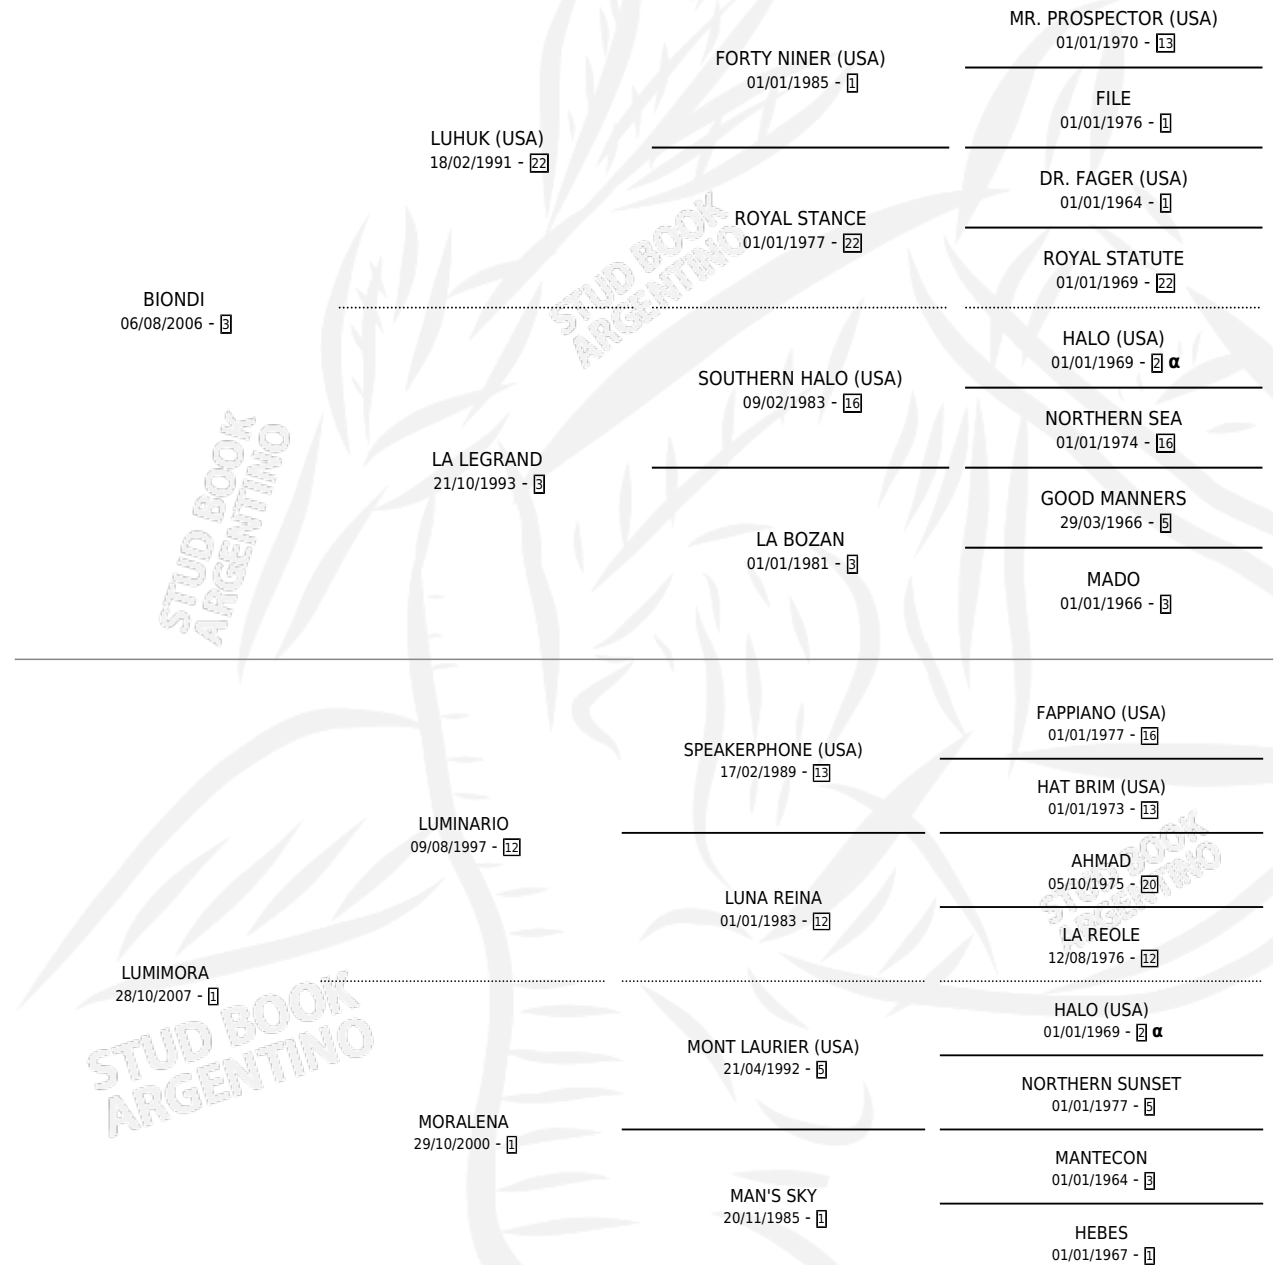 MR. PROSPECTOR (USA)
01/01/1970 - 13
FORTY NINER (USA)
01/01/1985 - 1
FILE
01/01/1976 - 1
LUHUK (USA)
18/02/1991 - 22
DR. FAGER (USA)
01/01/1964 - 1
ROYAL STANCE
01/01/1977 - 22
ROYAL STATUTE
01/01/1969 - 22
BIONDI
06/08/2006 - 3
HALO (USA)
01/01/1969 - 2 α
SOUTHERN HALO (USA)
09/02/1983 - 16
NORTHERN SEA
01/01/1974 - 16
LA LEGRAND
21/10/1993 - 3
GOOD MANNERS
29/03/1966 - 5
LA BOZAN
01/01/1981 - 3
MADO
01/01/1966 - 3
STUD BOOK
ARGENTINO
STUD BOOK
ARGENTINO
FAPPIANO (USA)
01/01/1977 - 16
SPEAKERPHONE (USA)
17/02/1989 - 13
HAT BRIM (USA)
01/01/1973 - 13
LUMINARIO
09/08/1997 - 12
AHMAD
05/10/1975 - 20
LUNA REINA
01/01/1983 - 12
LA REOLE
12/08/1976 - 12
LUMIMORA
28/10/2007 - 1
HALO (USA)
01/01/1969 - 2 α
MONT LAURIER (USA)
21/04/1992 - 5
NORTHERN SUNSET
01/01/1977 - 5
MORALENA
29/10/2000 - 1
MANTECON
01/01/1964 - 3
MAN'S SKY
20/11/1985 - 1
HEBES
01/01/1967 - 1
STUD BOOK
ARGENTINO
STUD BOOK
ARGENTINO